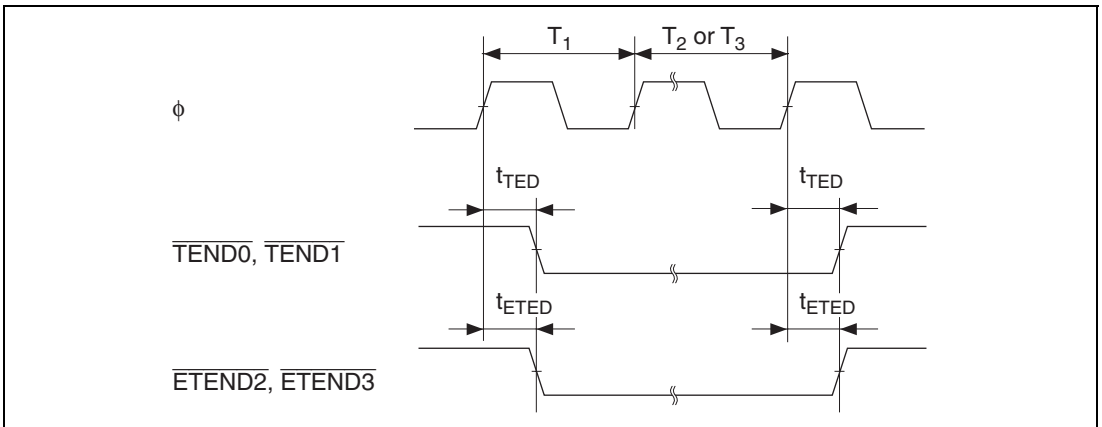 T1 T2 or T3
φ
tTED tTED
TEND0, TEND1
tETED tETED
ETEND2, ETEND3